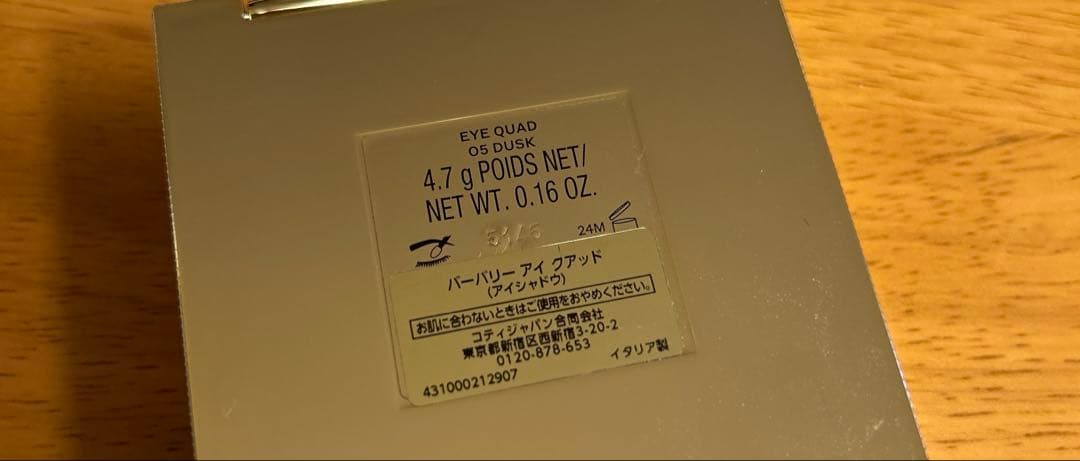 EYE QUAD
05 DUSK
4.7 g POIDS NET/
NET WT. 0.16 OZ.
24M
バーバリー アイ クアッド
(アイシャドウ)
お肌に合わないときはご使用をおやめください。
コティジャパン合同会社
東京都新宿区西新宿3-20-2
0120-878-653
イタリア製
431000212907